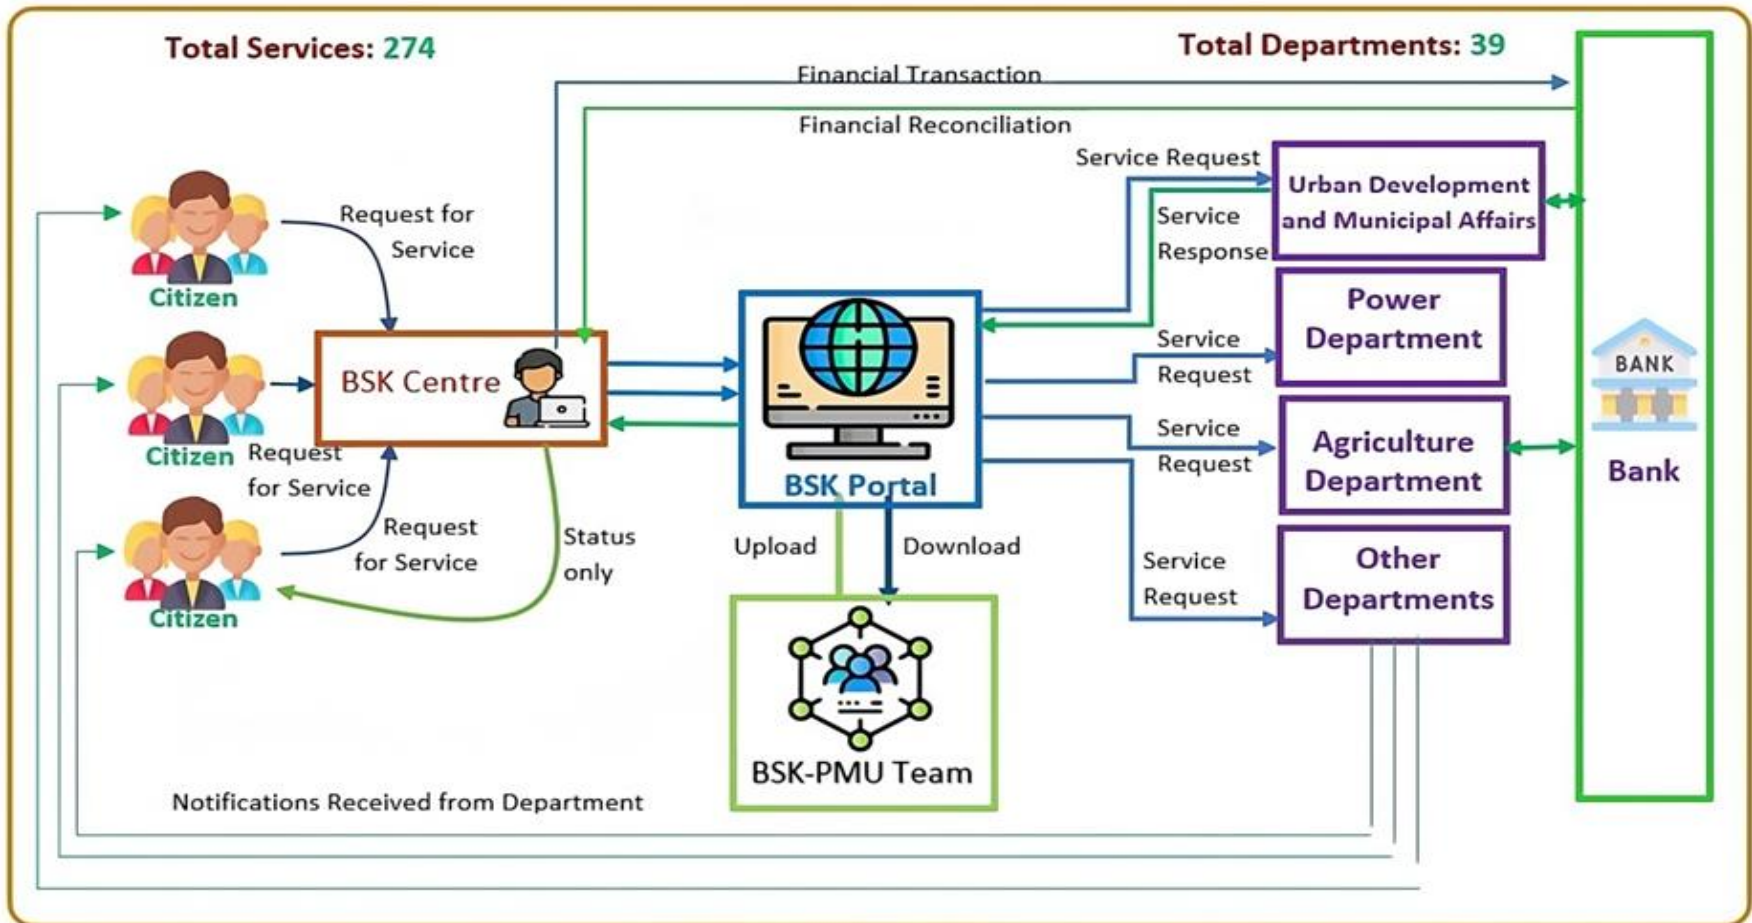 Total Services: 274
Total Departments: 39
Financial Transaction
Financial Reconciliation
Service Request
Urban Development
and Municipal Affairs
Service
Response
Request for
Service
Citizen
Power
Department
Service
Request
BANK
Bank
BSK Centre
Citizen
Request
for Service
BSK Portal
Service
Request
Agriculture
Department
Request
for Service
Citizen
Status
only
Upload
Download
Service
Request
Other
Departments
BSK-PMU Team
Notifications Received from Department